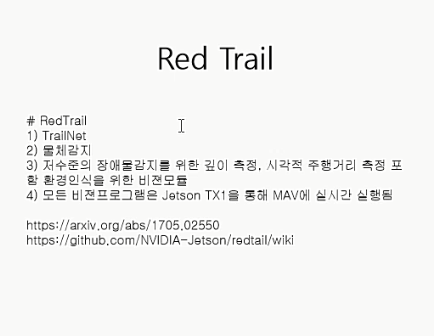 Red Trail
# RedTrail
1) TrailNet
2)물체감지
3) 저수준의 장애물감지를 위한 깊이 측정, 시각적 주행거리 측정 포
함 환경인식을 위한 비젼모듈
4) 모든 비젼프로그램은 Jetson TX1을 통해 MAV에 실시간 실행됨
https://arxiv.org/abs/1705.02550
https://github.com/NVIDIA-Jetson/redtail/wiki